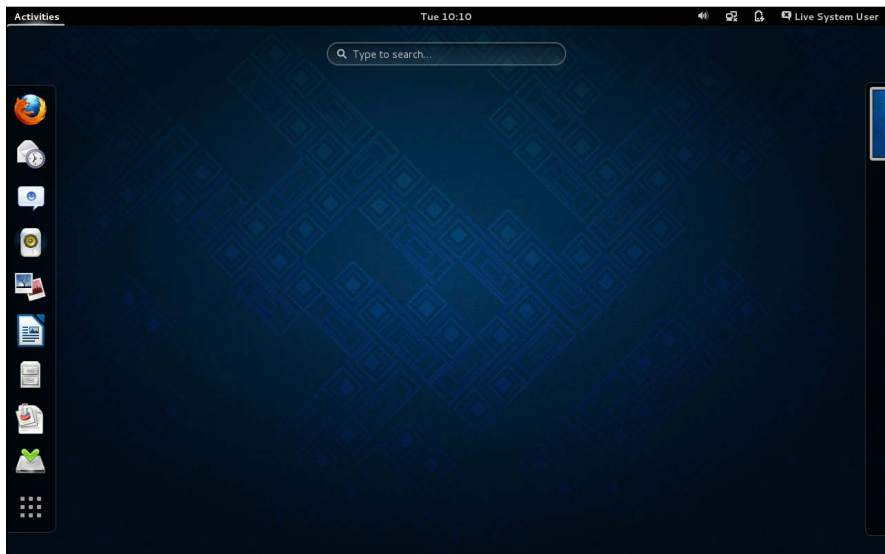 Activities
Tue 10:10
Live System User
Type to search...